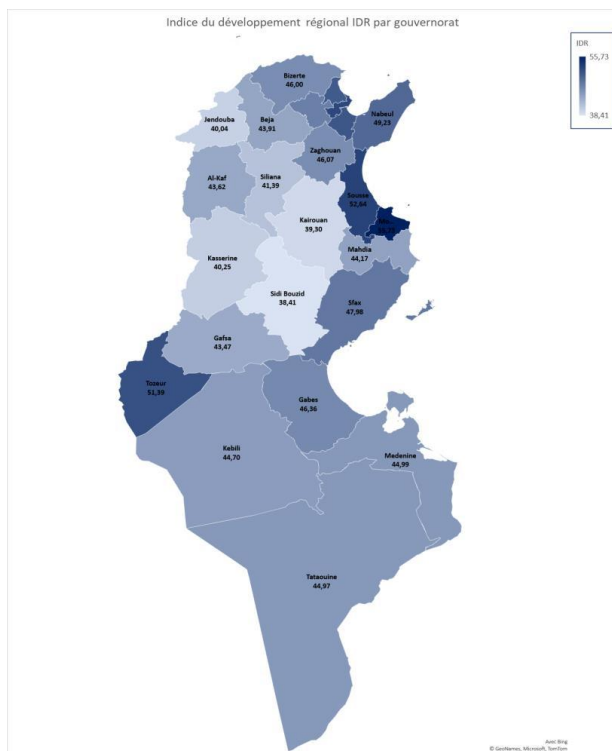 Indice du développement régional IDR par gouvernorat
IDR
55,73
38,41
Bizerte
46,00
Nabeul
49,23
Jendouba
40,04
Beja
43,91
Zaghouan
46,07
Al-Kaf
43,62
Siliana
41,39
Sousse
52,64
Kairouan
39,30
Mahdia
44,17
Kasserine
40,25
Sidi Bouzid
38,41
Sfax
47,98
Gafsa
43,47
Tozeur
51,39
Gabes
46,36
Kebili
44,70
Medenine
44,99
Tataouine
44,97
Avec Bing
© GeoNames, Microsoft, TomTom